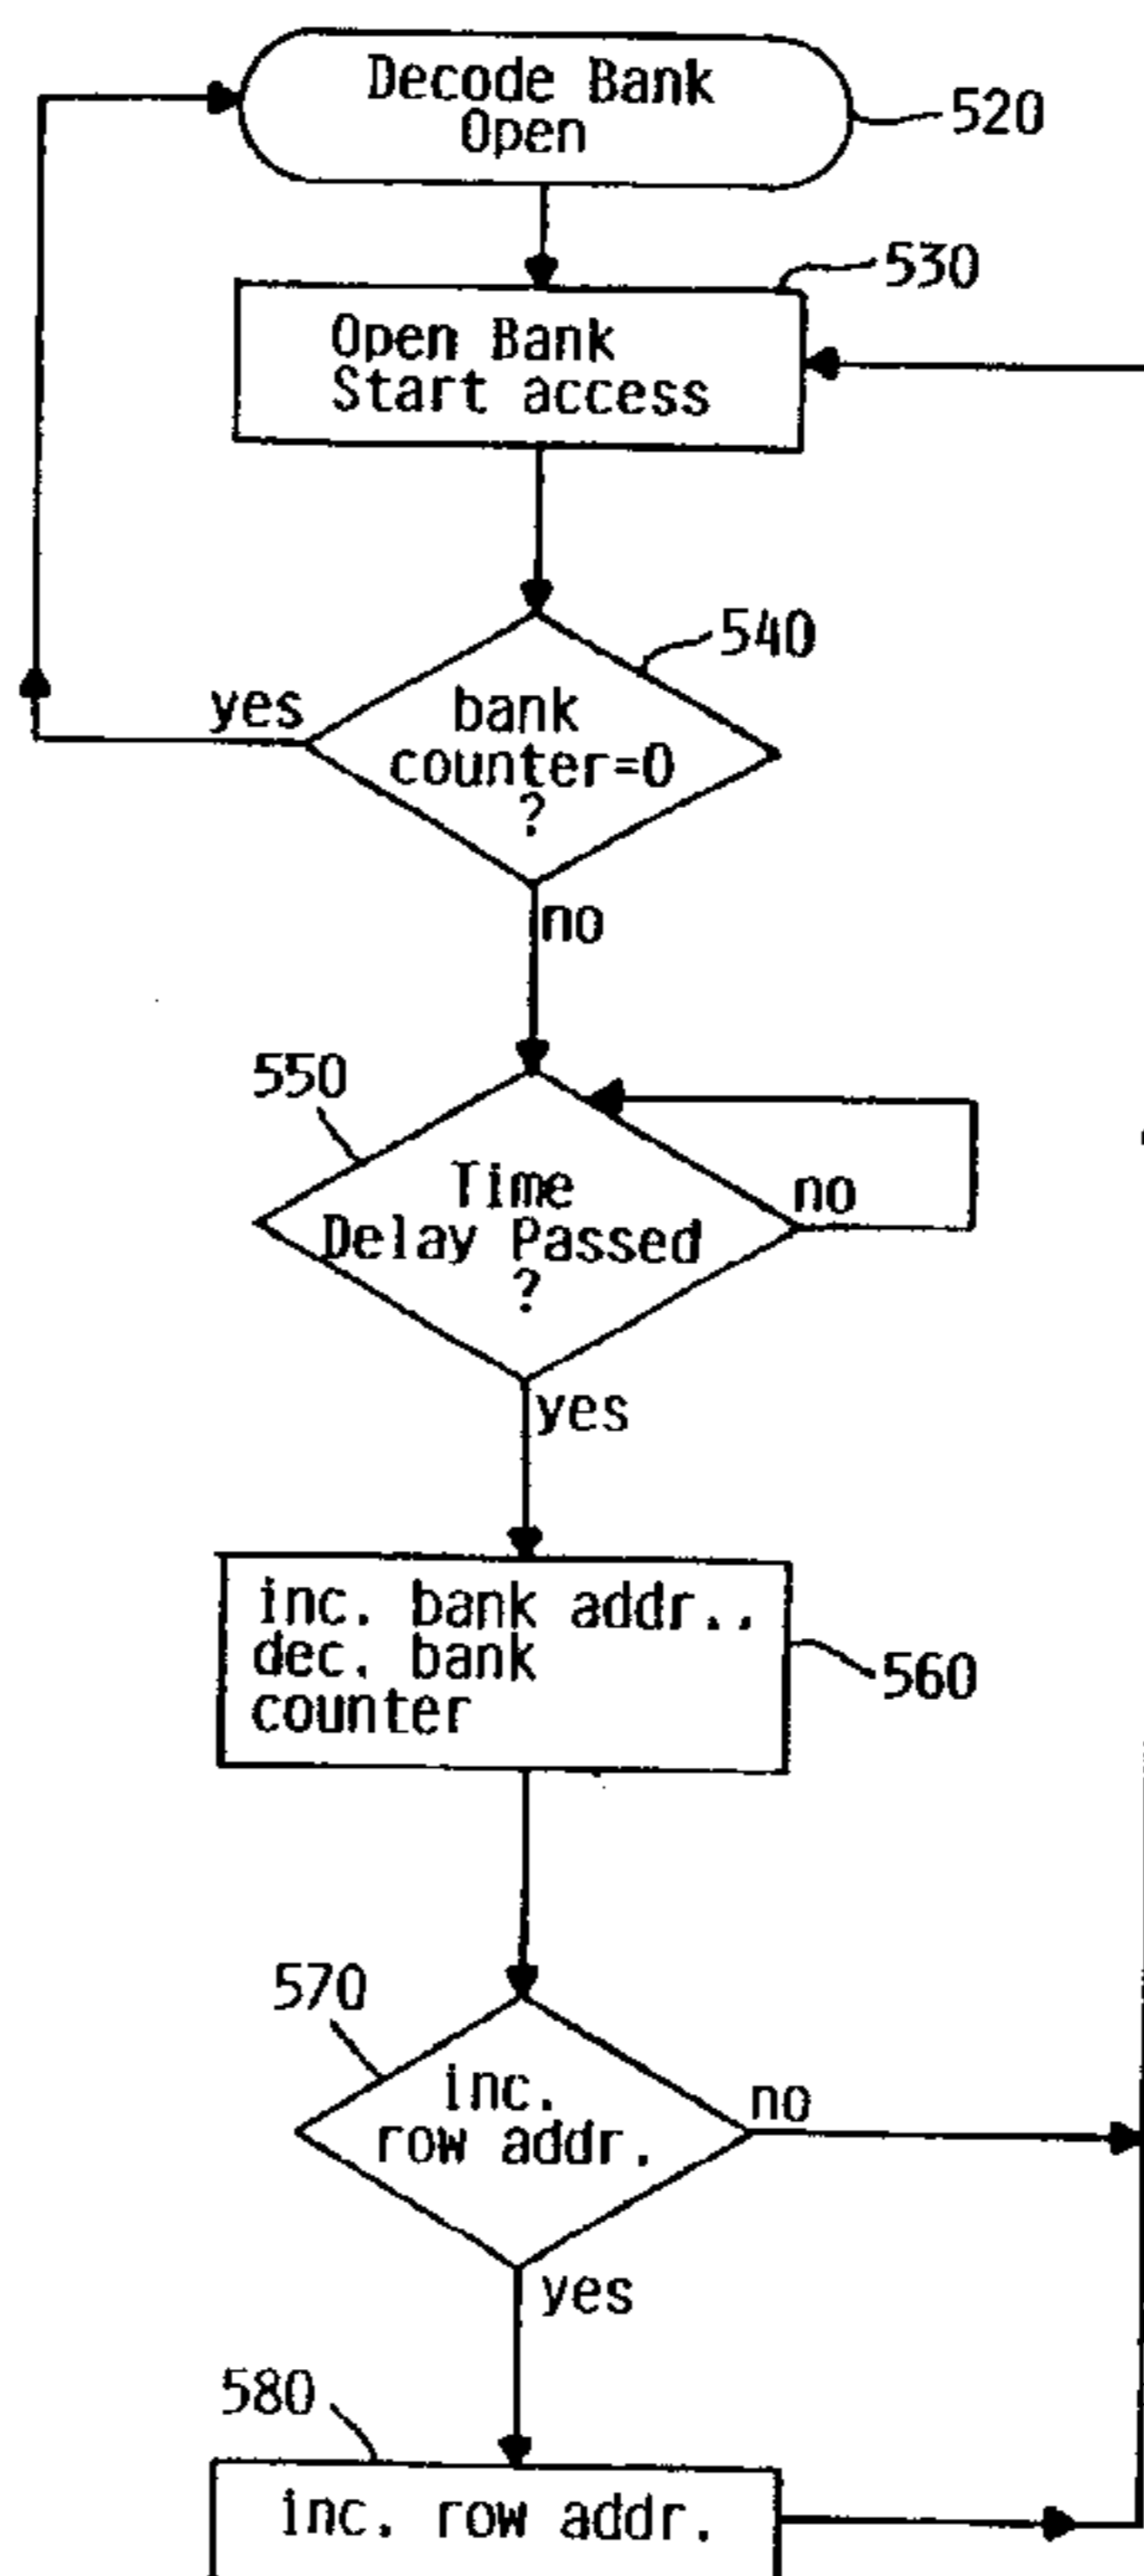 Decode Bank
Open
520
530
Open Bank
Start access
540
yes
bank
counter=0
?
no
550
Time
Delay Passed
?
no
yes
inc. bank addr..
dec. bank
counter
560
570
inc.
row addr.
no
yes
580
inc. row addr.